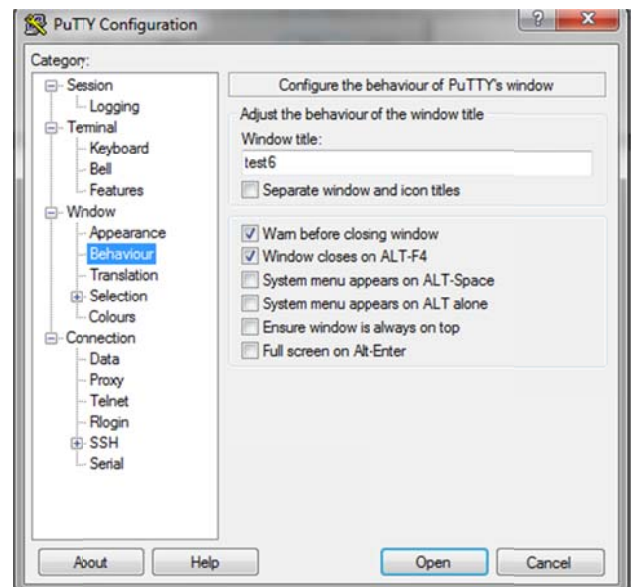 PuTTY Configuration
Category:
Session
Logging
Terminal
Keyboard
Bell
Features
Window
Appearance
Behaviour
Translation
Selection
Colours
Connection
Data
Proxy
Telnet
Rlogin
SSH
Serial
Configure the behaviour of PuTTY's window
Adjust the behaviour of the window title
Window title:
test6
Separate window and icon titles
Warn before closing window
Window closes on ALT-F4
System menu appears on ALT-Space
System menu appears on ALT alone
Ensure window is always on top
Full screen on Alt-Enter
About
Help
Open
Cancel